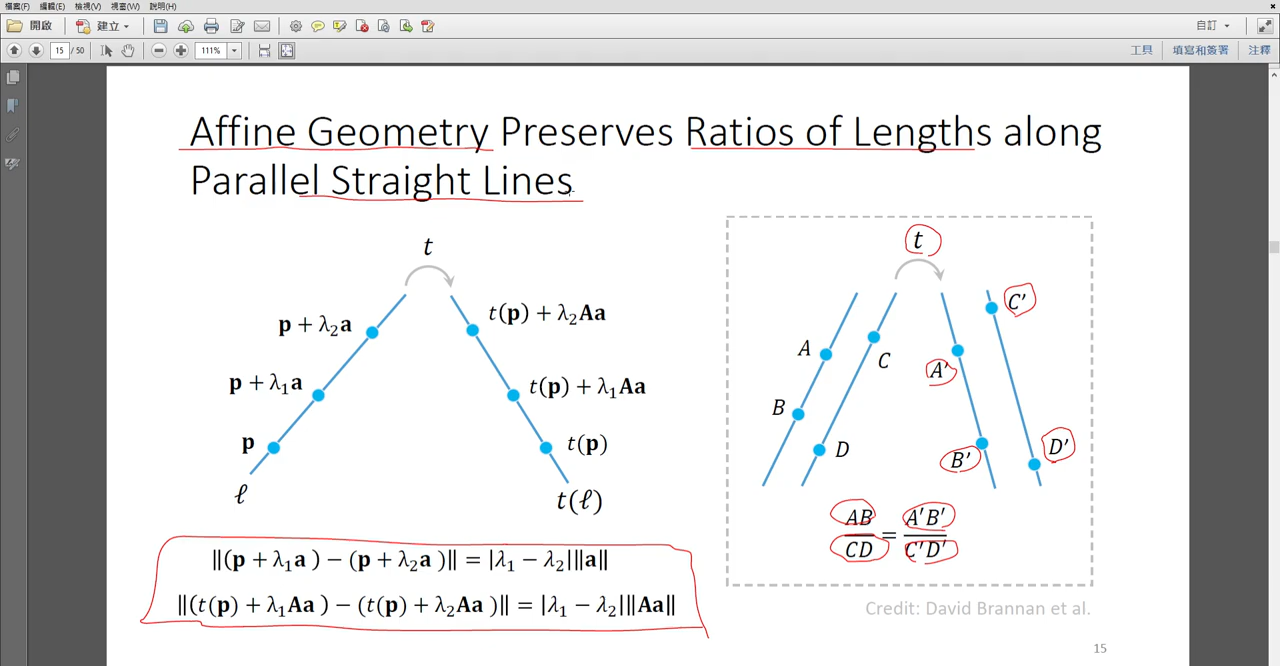 檔案(F) 編輯(E) 檢視(V) 視窗(W) 說明(H)
開啟 建立 自訂
15 / 50 111% 工具 填寫和簽署 注釋
Affine Geometry Preserves Ratios of Lengths along
Parallel Straight Lines
t
p + λ₂a
t(p) + λ₂Aa
p + λ₁a
t(p) + λ₁Aa
p
t(p)
ℓ
t(ℓ)
‖(p + λ₁a ) − (p + λ₂a )‖ = |λ₁ − λ₂|‖a‖
‖(t(p) + λ₁Aa ) − (t(p) + λ₂Aa )‖ = |λ₁ − λ₂|‖Aa‖
t
C'
A
C
A'
B
D
B'
D'
AB/CD = A'B'/C'D'
Credit: David Brannan et al.
15